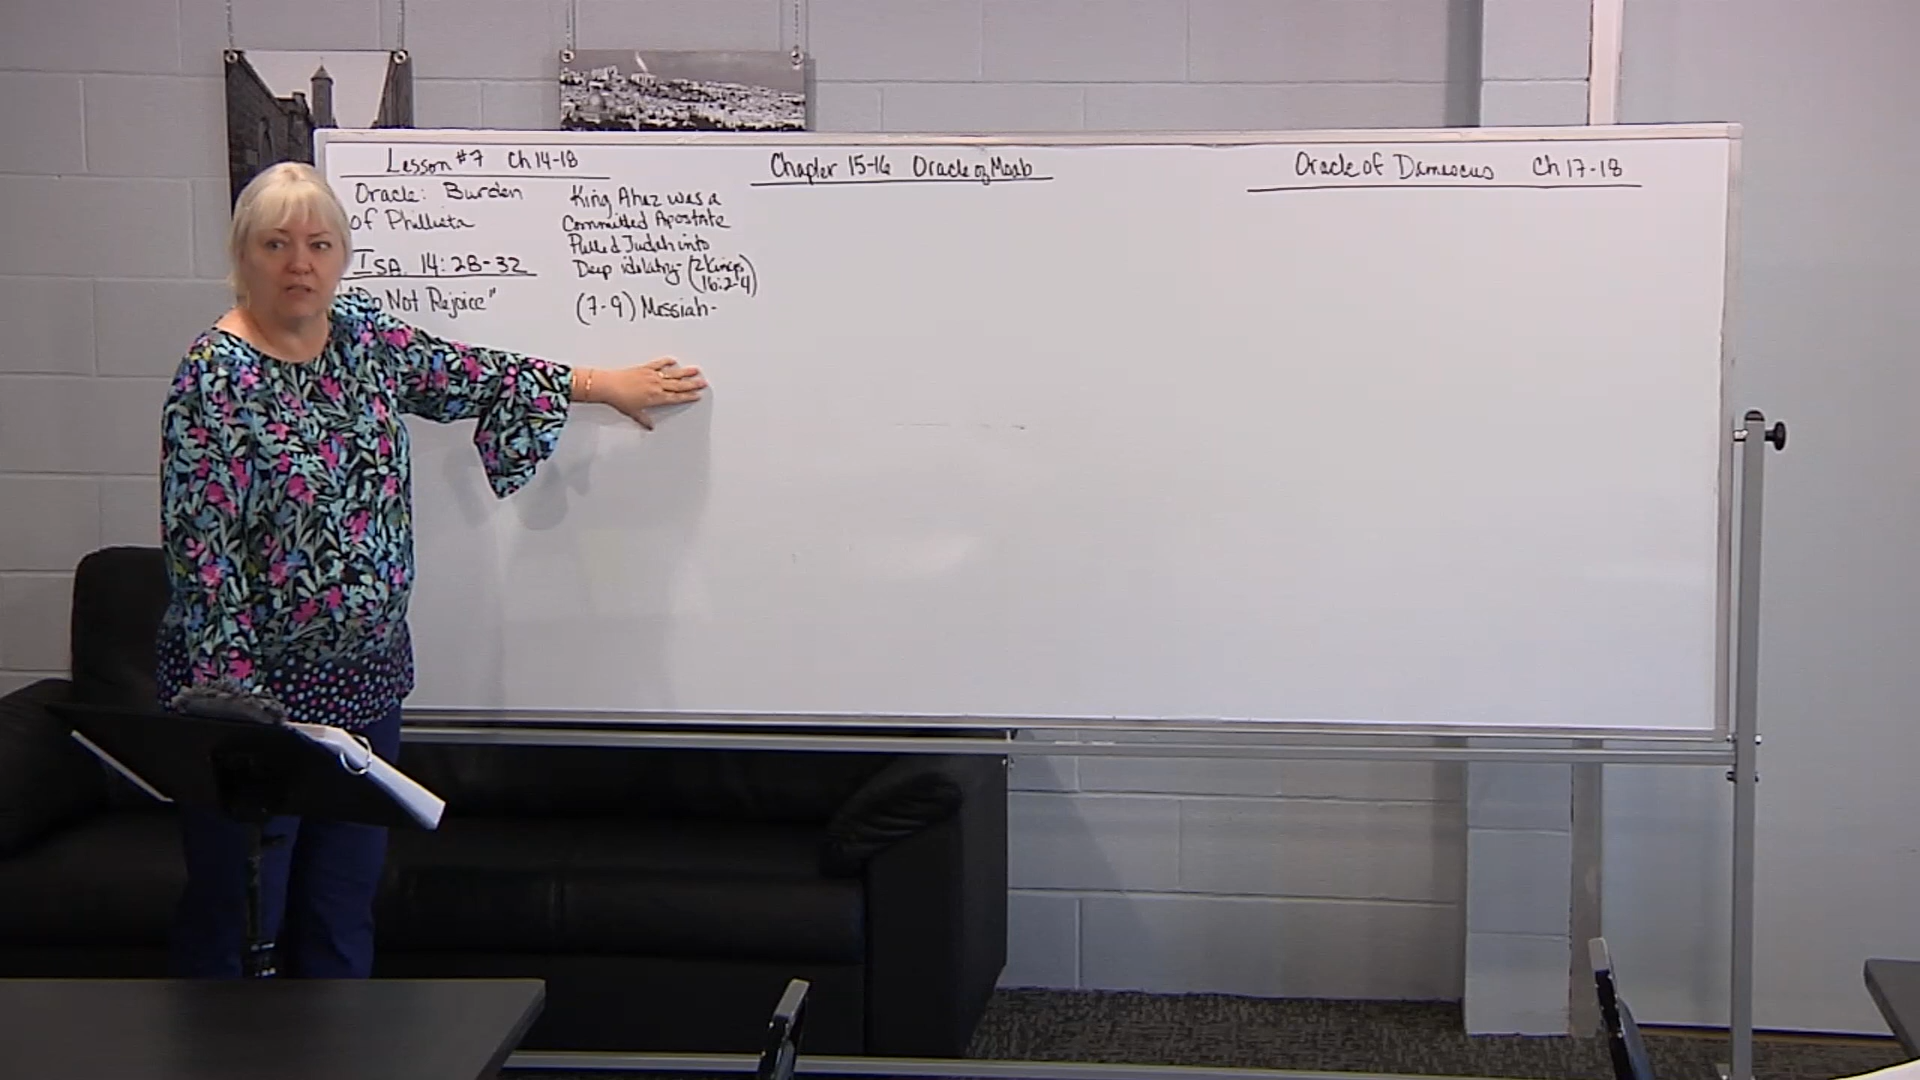 Lesson #7 Ch 14-18
Oracle: Burden
of Phillista
ISA. 14:28-32
"Do Not Rejoice"
King Ahaz was a
Committed Apostate
Pulled Judah into
Deep idolatry- (2 Kings
16:2-4)
(7-9) Messiah-
Chapter 15-16 Oracle of Moab
Oracle of Damascus Ch 17-18